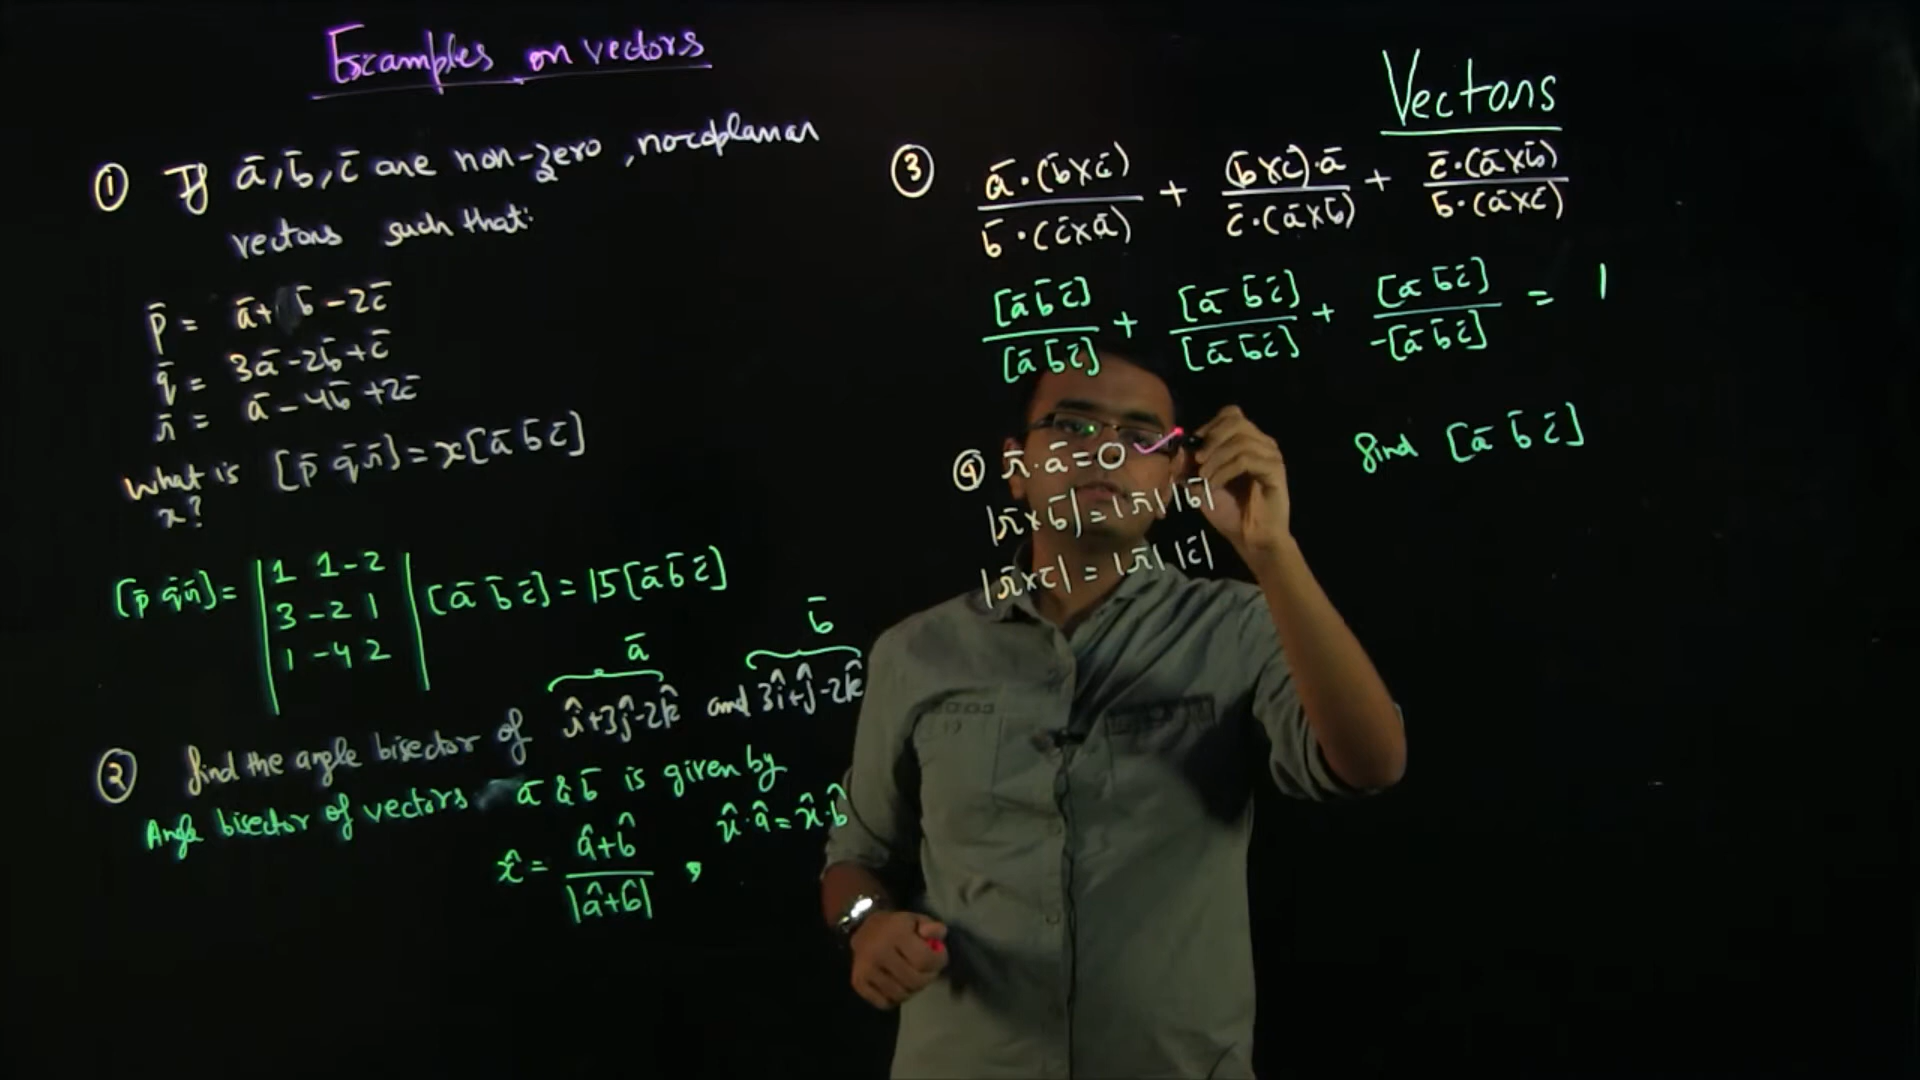 Examples on vectors
① If a̅, b̅, c̅ are non-zero, nocoplanar
vectors such that:
p̅ = a̅ + b̅ - 2c̅
q̅ = 3a̅ - 2b̅ + c̅
r̅ = a̅ - 4b̅ + 2c̅
What is [p̅ q̅ r̅] = x[a̅ b̅ c̅]
x?
[p̅ q̅ r̅] = |1 1 -2| [a̅ b̅ c̅] = 15[a̅ b̅ c̅]
|3 -2 1|
|1 -4 2|
a̅ b̅
② find the angle bisector of î+3ĵ-2k̂ and 3î+ĵ-2k̂
Angle bisector of vectors a̅ & b̅ is given by
x̂ = (â+b̂)/|â+b̂| , x̂·â = x̂·b̂
Vectors
③ a̅·(b̅×c̅)/b̅·(c̅×a̅) + (b̅×c̅)·a̅/c̅·(a̅×b̅) + c̅·(a̅×b̅)/b̅·(a̅×c̅)
[a̅ b̅ c̅]/[a̅ b̅ c̅] + [a̅ b̅ c̅]/[a̅ b̅ c̅] + [a̅ b̅ c̅]/-[a̅ b̅ c̅] = 1
④ r̅·a̅ = 0 find [a̅ b̅ c̅]
|r̅×b̅| = |r̅||b̅|
|r̅×c̅| = |r̅||c̅|